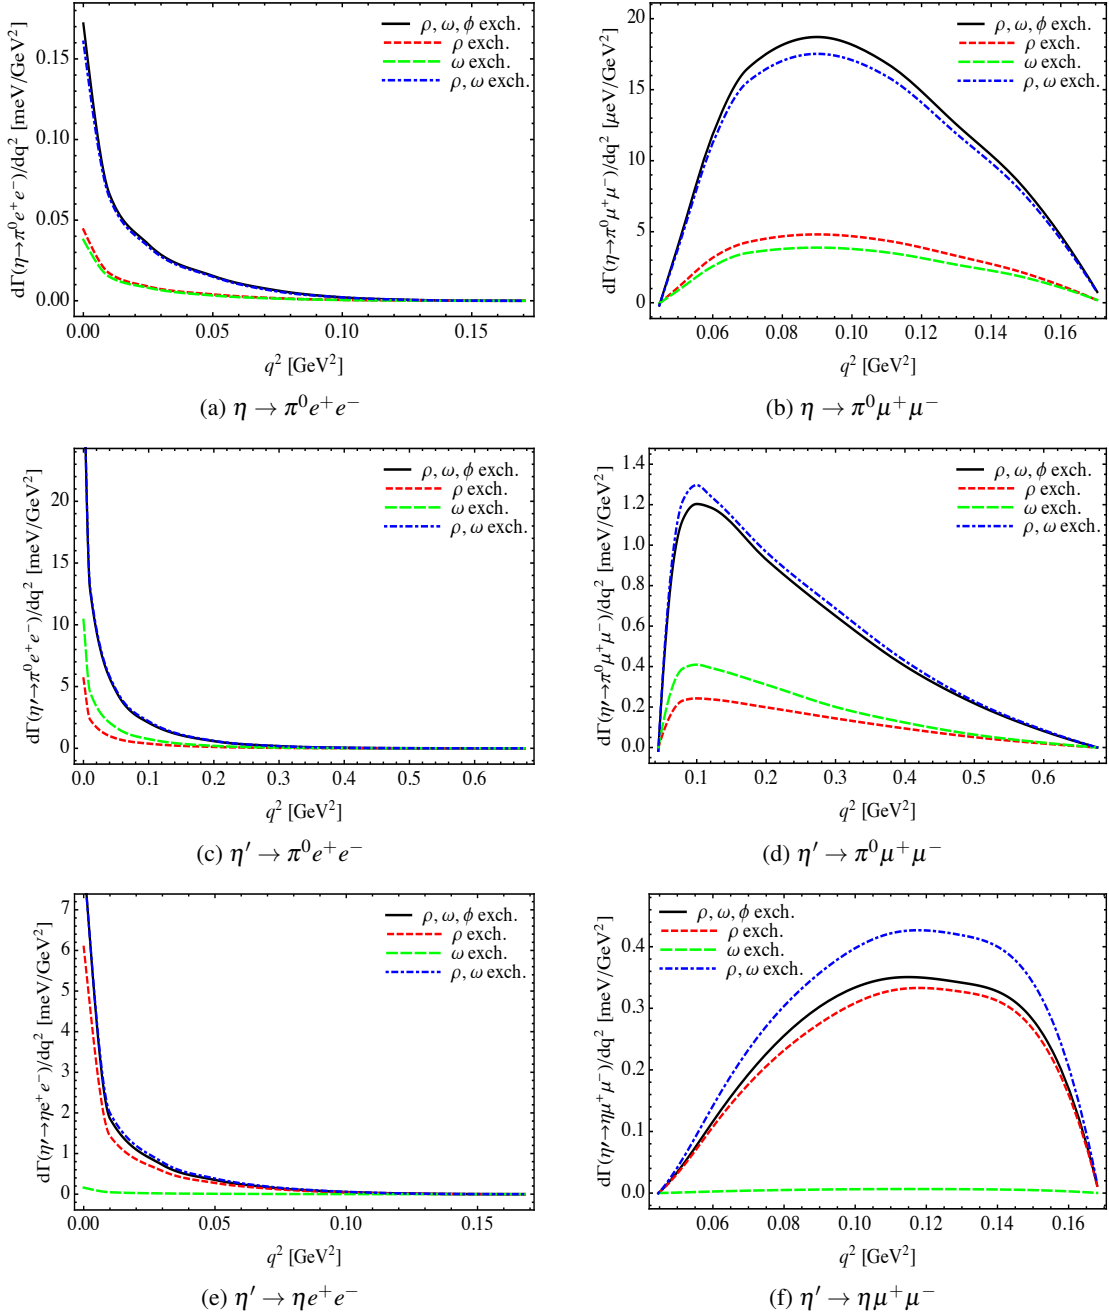 ρ, ω, ϕ exch.
ρ exch.
ω exch.
ρ, ω exch.
dΓ(η→π⁰e⁺e⁻)/dq² [meV/GeV²]
0.15
0.10
0.05
0.00
0.00 0.05 0.10 0.15
q² [GeV²]
(a) η → π⁰e⁺e⁻
ρ, ω, ϕ exch.
ρ exch.
ω exch.
ρ, ω exch.
dΓ(η→π⁰μ⁺μ⁻)/dq² [μeV/GeV²]
20
15
10
5
0
0.06 0.08 0.10 0.12 0.14 0.16
q² [GeV²]
(b) η → π⁰μ⁺μ⁻
ρ, ω, ϕ exch.
ρ exch.
ω exch.
ρ, ω exch.
dΓ(η′→π⁰e⁺e⁻)/dq² [meV/GeV²]
20
15
10
5
0
0.0 0.1 0.2 0.3 0.4 0.5 0.6
q² [GeV²]
(c) η′ → π⁰e⁺e⁻
ρ, ω, ϕ exch.
ρ exch.
ω exch.
ρ, ω exch.
dΓ(η′→π⁰μ⁺μ⁻)/dq² [meV/GeV²]
1.4
1.2
1.0
0.8
0.6
0.4
0.2
0.0
0.1 0.2 0.3 0.4 0.5 0.6
q² [GeV²]
(d) η′ → π⁰μ⁺μ⁻
ρ, ω, ϕ exch.
ρ exch.
ω exch.
ρ, ω exch.
dΓ(η′→ηe⁺e⁻)/dq² [meV/GeV²]
7
6
5
4
3
2
1
0
0.00 0.05 0.10 0.15
q² [GeV²]
(e) η′ → ηe⁺e⁻
ρ, ω, ϕ exch.
ρ exch.
ω exch.
ρ, ω exch.
dΓ(η′→ημ⁺μ⁻)/dq² [meV/GeV²]
0.4
0.3
0.2
0.1
0.0
0.06 0.08 0.10 0.12 0.14 0.16
q² [GeV²]
(f) η′ → ημ⁺μ⁻